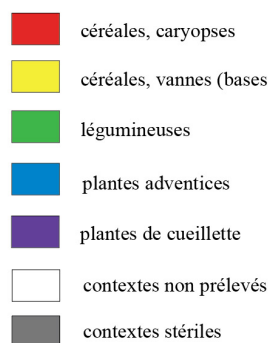 céréales, caryopses
céréales, vannes (bases
légumineuses
plantes adventices
plantes de cueillette
contextes non prélevés
contextes stériles